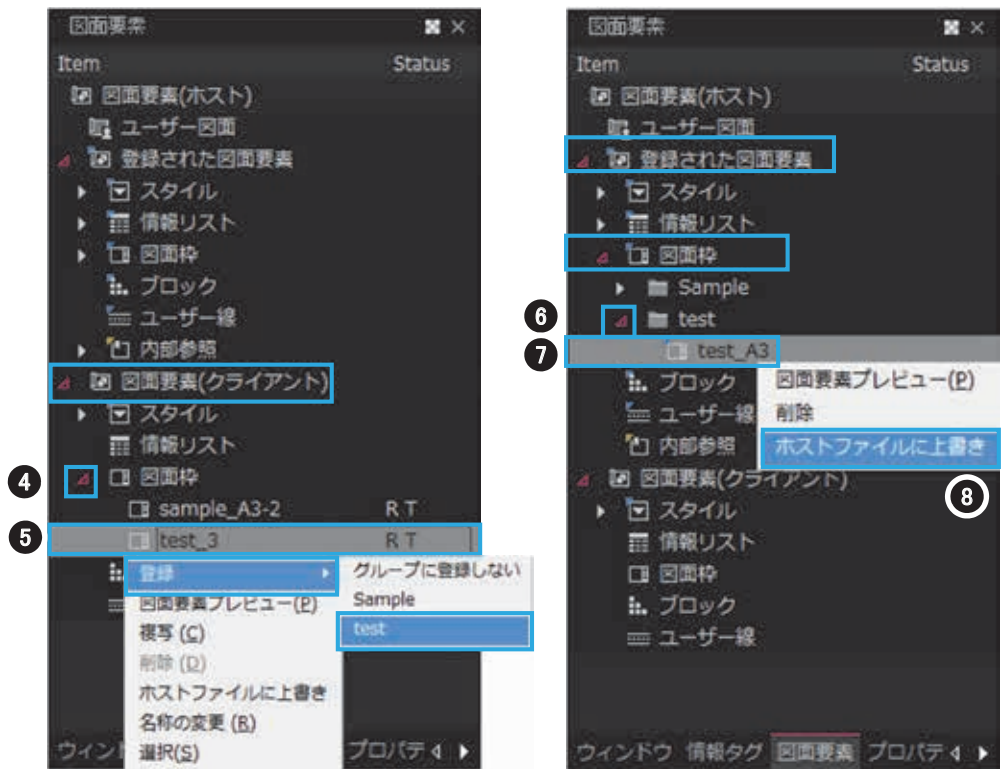 図面要素
Item Status
図面要素(ホスト)
ユーザー図面
登録された図面要素
スタイル
情報リスト
図面枠
ブロック
ユーザー線
内部参照
図面要素(クライアント)
スタイル
情報リスト
④ 図面枠
sample_A3-2 R T
⑤ test_3 R T
登録
図面要素プレビュー(P)
複写 (C)
削除 (D)
ホストファイルに上書き
名称の変更 (R)
選択(S)
グループに登録しない
Sample
test
ウィン
プロパテ
図面要素
Item Status
図面要素(ホスト)
ユーザー図面
登録された図面要素
スタイル
情報リスト
図面枠
Sample
⑥ test
⑦ test_A3
図面要素プレビュー(P)
削除
ホストファイルに上書き
⑧
ブロック
ユーザー線
内部参照
図面要素(クライアント)
スタイル
情報リスト
図面枠
ブロック
ユーザー線
ウィンドウ 情報タグ 図面要素 プロパテ